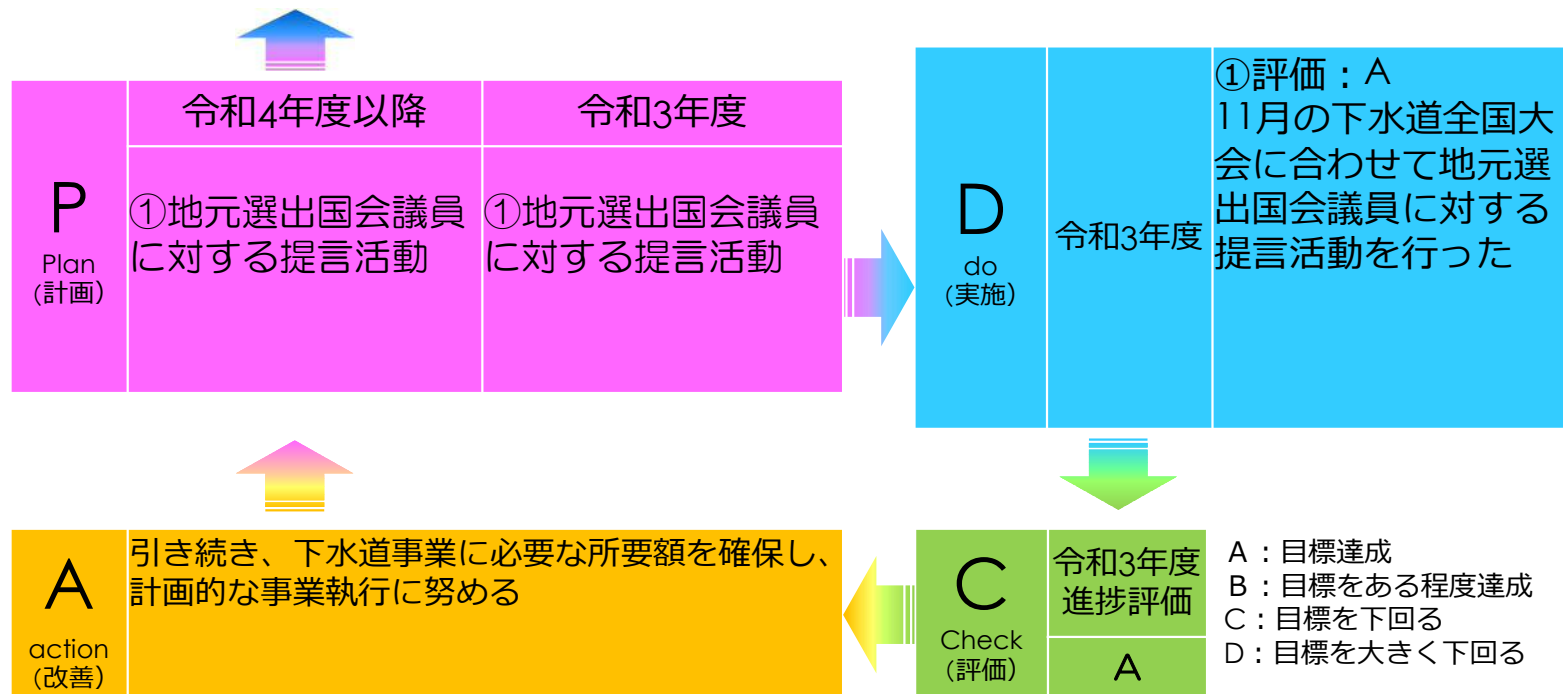 P
Plan
(計画)
令和4年度以降
①地元選出国会議員
に対する提言活動
令和3年度
①地元選出国会議員
に対する提言活動
D
do
(実施)
令和3年度
①評価：A
11月の下水道全国大
会に合わせて地元選
出国会議員に対する
提言活動を行った
C
Check
(評価)
令和3年度
進捗評価
A
A：目標達成
B：目標をある程度達成
C：目標を下回る
D：目標を大きく下回る
A
action
(改善)
引き続き、下水道事業に必要な所要額を確保し、
計画的な事業執行に努める